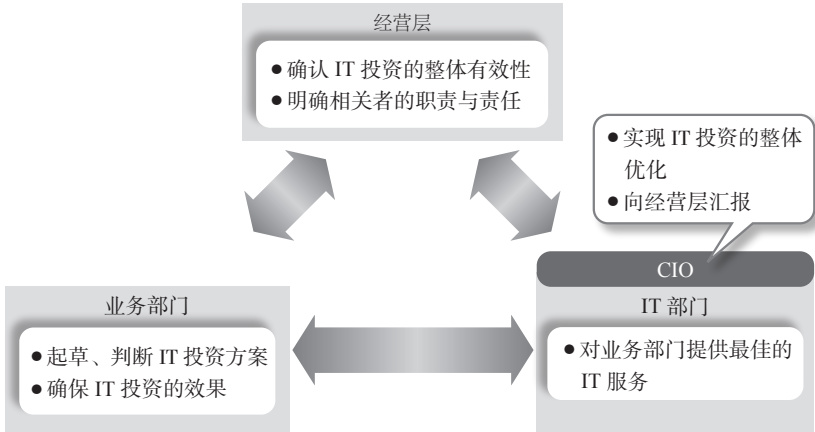 经营层
● 确认 IT 投资的整体有效性
● 明确相关者的职责与责任
● 实现 IT 投资的整体
优化
● 向经营层汇报
CIO
业务部门
● 起草、判断 IT 投资方案
● 确保 IT 投资的效果
IT 部门
● 对业务部门提供最佳的
IT 服务